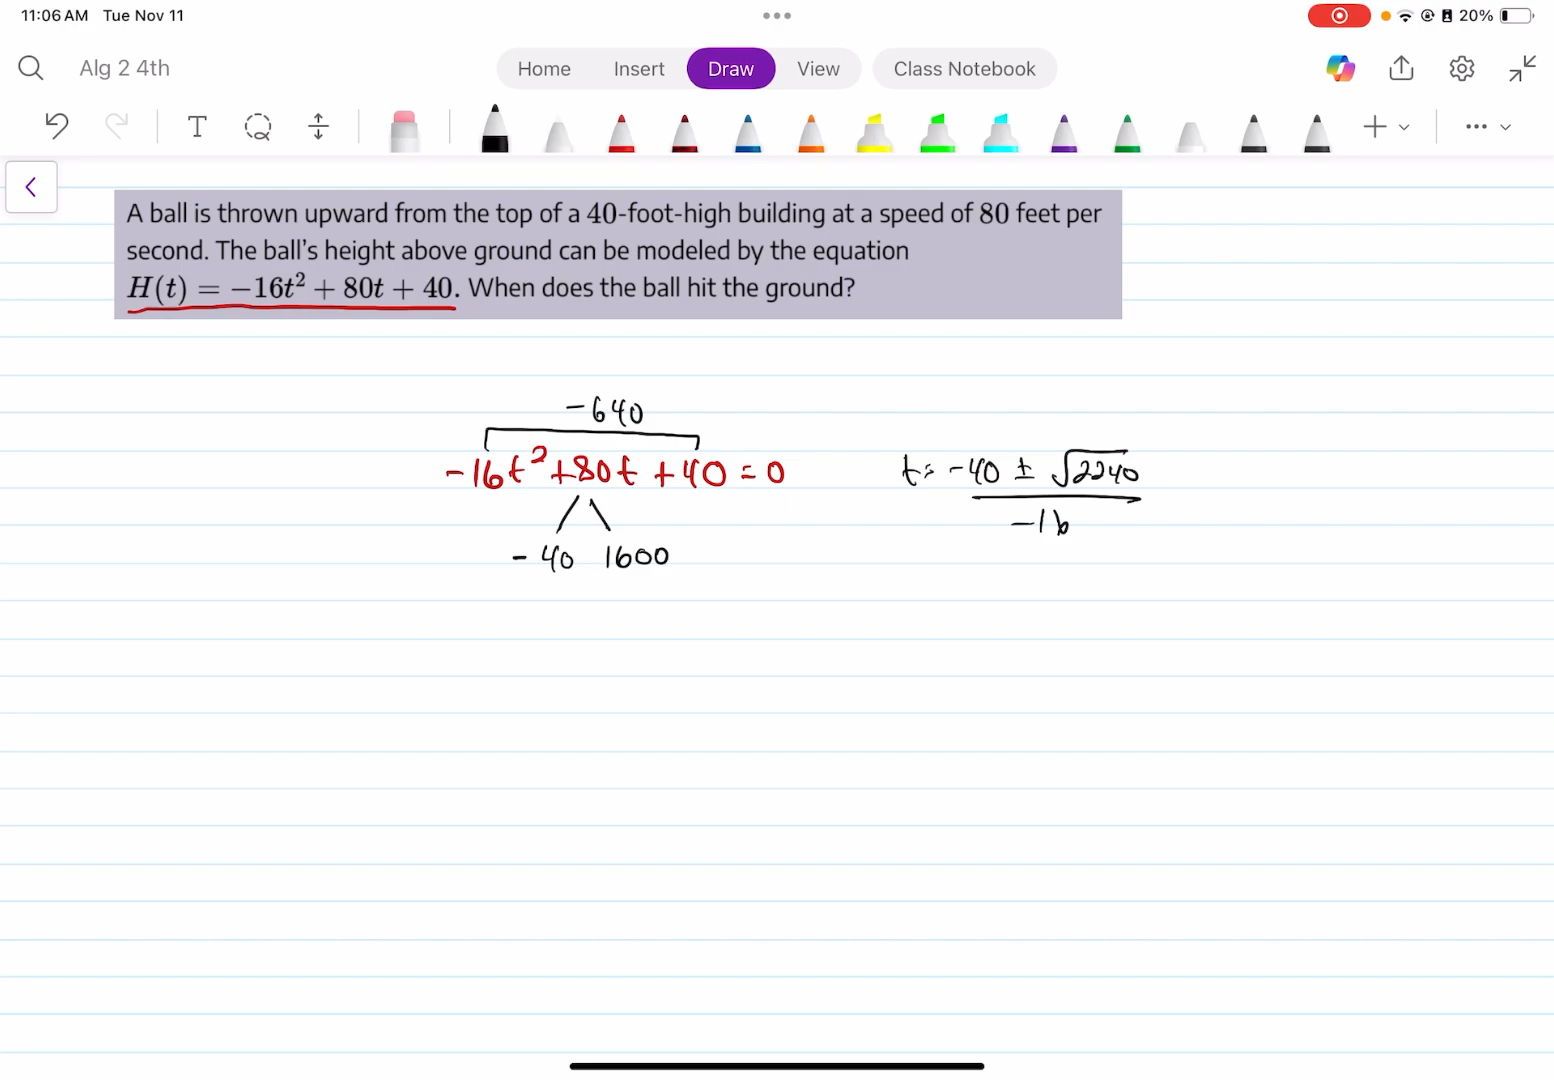 11:06 AM Tue Nov 11
20%
Alg 2 4th
Home Insert Draw View Class Notebook
T
A ball is thrown upward from the top of a 40-foot-high building at a speed of 80 feet per
second. The ball's height above ground can be modeled by the equation
H(t) = −16t² + 80t + 40. When does the ball hit the ground?
-640
-16t² +80t +40 = 0
-40 1600
t = -40 ± √2240
-16